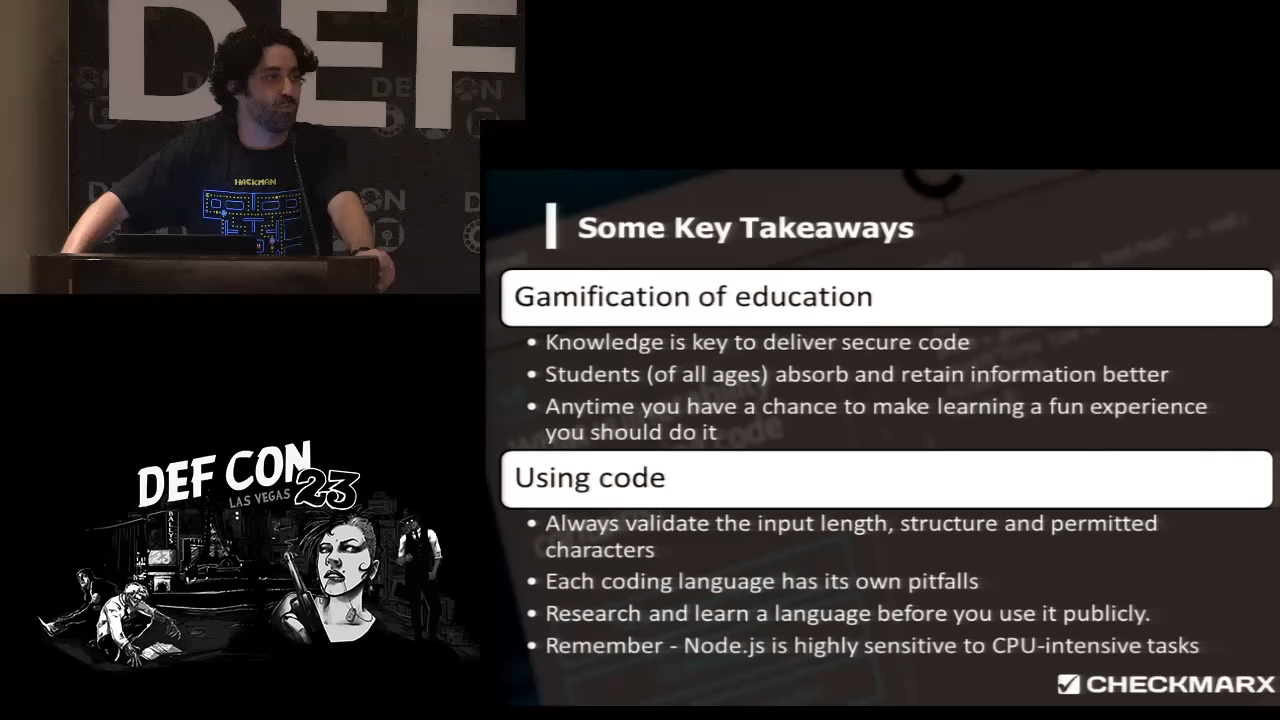 DEF
DEF CON
HACKMAN
Some Key Takeaways
Gamification of education
• Knowledge is key to deliver secure code
• Students (of all ages) absorb and retain information better
• Anytime you have a chance to make learning a fun experience
you should do it
Using code
• Always validate the input length, structure and permitted
characters
• Each coding language has its own pitfalls
• Research and learn a language before you use it publicly.
• Remember - Node.js is highly sensitive to CPU-intensive tasks
CHECKMARX
DEF CON
LAS VEGAS 23
BALLYS